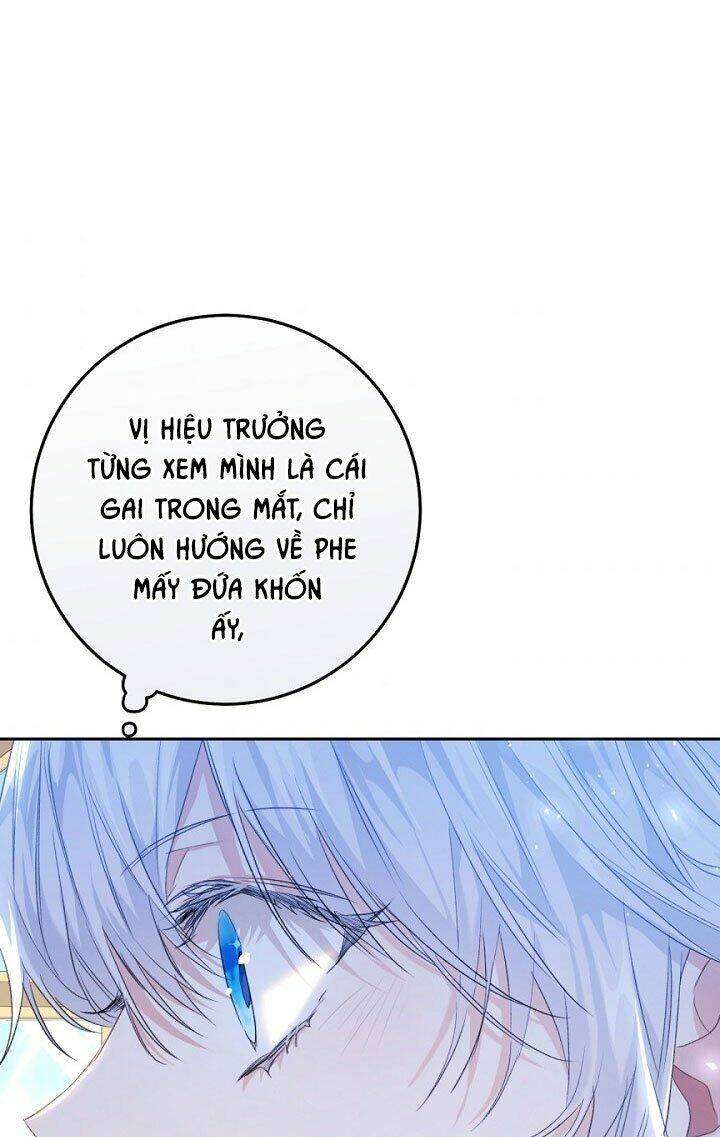 VỊ HIỆU TRƯỞNG
TỪNG XEM MÌNH LÀ CÁI
GAI TRONG MẮT, CHỈ
LUÔN HƯỚNG VỀ PHE
MẤY ĐỨA KHỐN
ẤY,